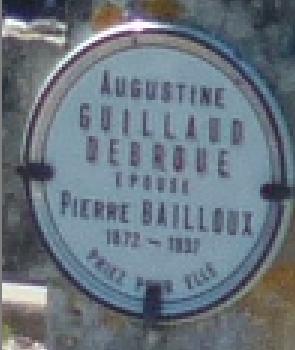 AUGUSTINE
GUILLAUD
DEBROUE
EPOUSE
PIERRE BAILLOUX
1872 - 1937
PRIEZ POUR ELLE